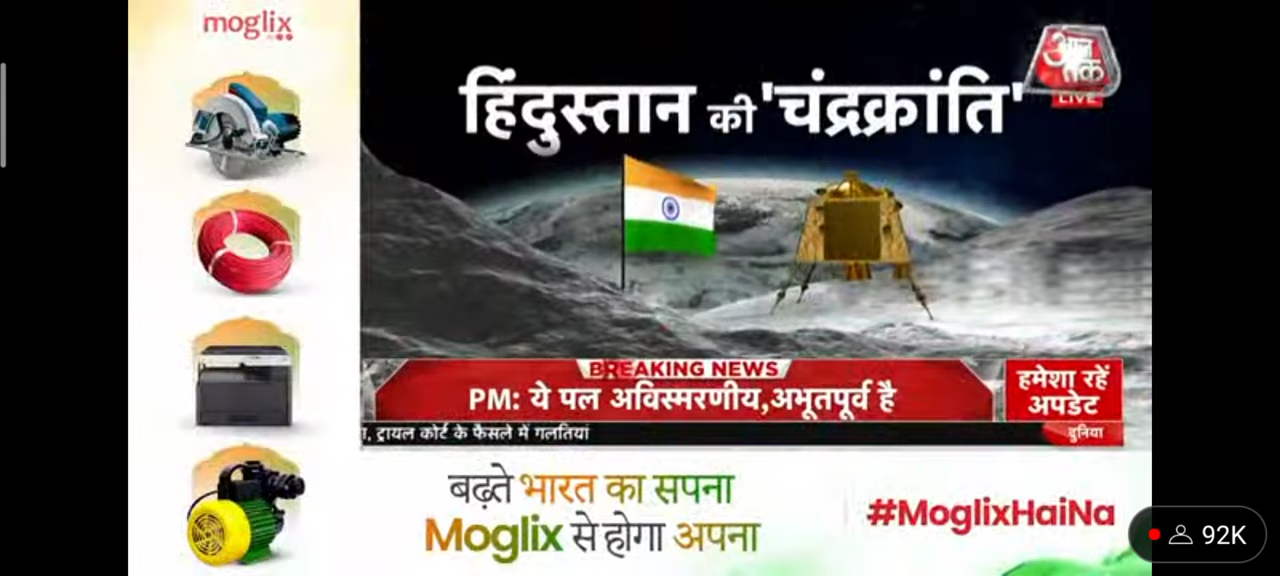 moglix
हिंदुस्तान की 'चंद्रक्रांति'
आज
तक
LIVE
BREAKING NEWS
PM: ये पल अविस्मरणीय,अभूतपूर्व है
हमेशा रहें
अपडेट
ट्रायल कोर्ट के फैसले में गलतियां
दुनिया
बढ़ते भारत का सपना
Moglix से होगा अपना
#MoglixHaiNa
92K